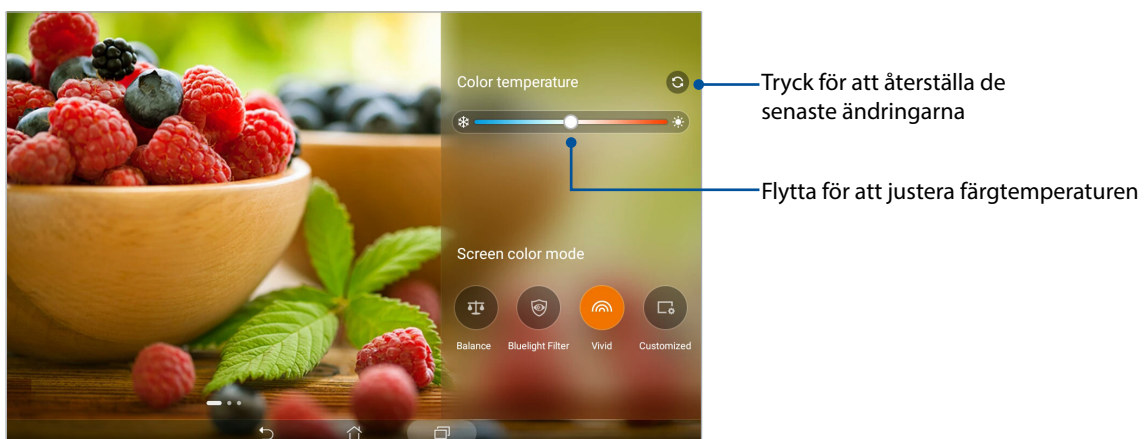 Color temperature
Tryck för att återställa de
senaste ändringarna
Flytta för att justera färgtemperaturen
Screen color mode
Balance
Bluelight Filter
Vivid
Customized